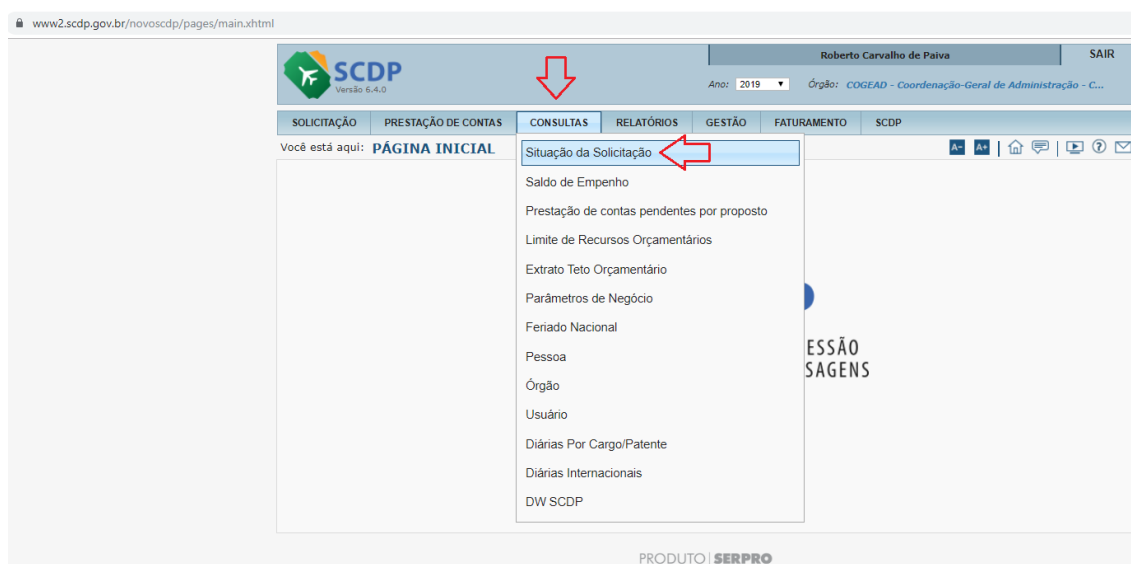 www2.scdp.gov.br/novoscdp/pages/main.xhtml
SCDP
Versão 6.4.0
Roberto Carvalho de Paiva
SAIR
Ano: 2019
Órgão: COGEAD - Coordenação-Geral de Administração - C...
SOLICITAÇÃO PRESTAÇÃO DE CONTAS CONSULTAS RELATÓRIOS GESTÃO FATURAMENTO SCDP
Você está aqui: PÁGINA INICIAL
A- A+
Situação da Solicitação
Saldo de Empenho
Prestação de contas pendentes por proposto
Limite de Recursos Orçamentários
Extrato Teto Orçamentário
Parâmetros de Negócio
Feriado Nacional
Pessoa
Órgão
Usuário
Diárias Por Cargo/Patente
Diárias Internacionais
DW SCDP
ESSÃO
SAGENS
PRODUTO SERPRO